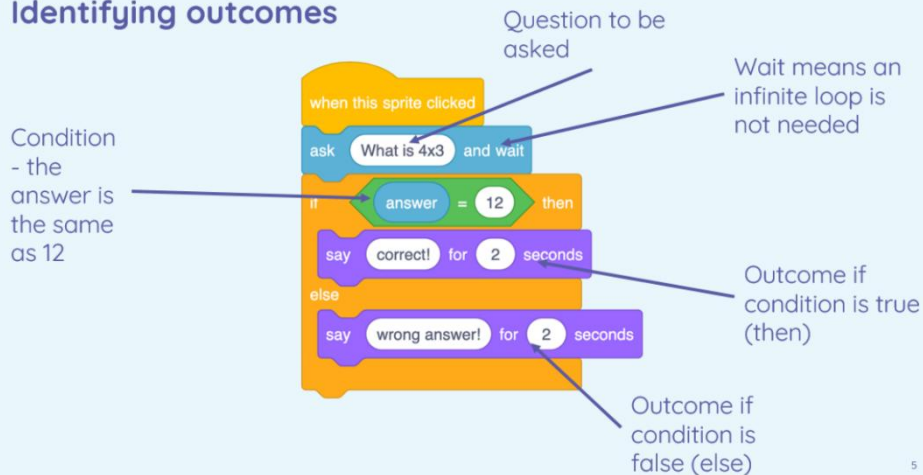 Identifying outcomes
Question to be
asked
Wait means an
infinite loop is
not needed
Condition
- the
answer is
the same
as 12
when this sprite clicked
ask What is 4x3 and wait
if answer = 12 then
say correct! for 2 seconds
else
say wrong answer! for 2 seconds
Outcome if
condition is true
(then)
Outcome if
condition is
false (else)
5